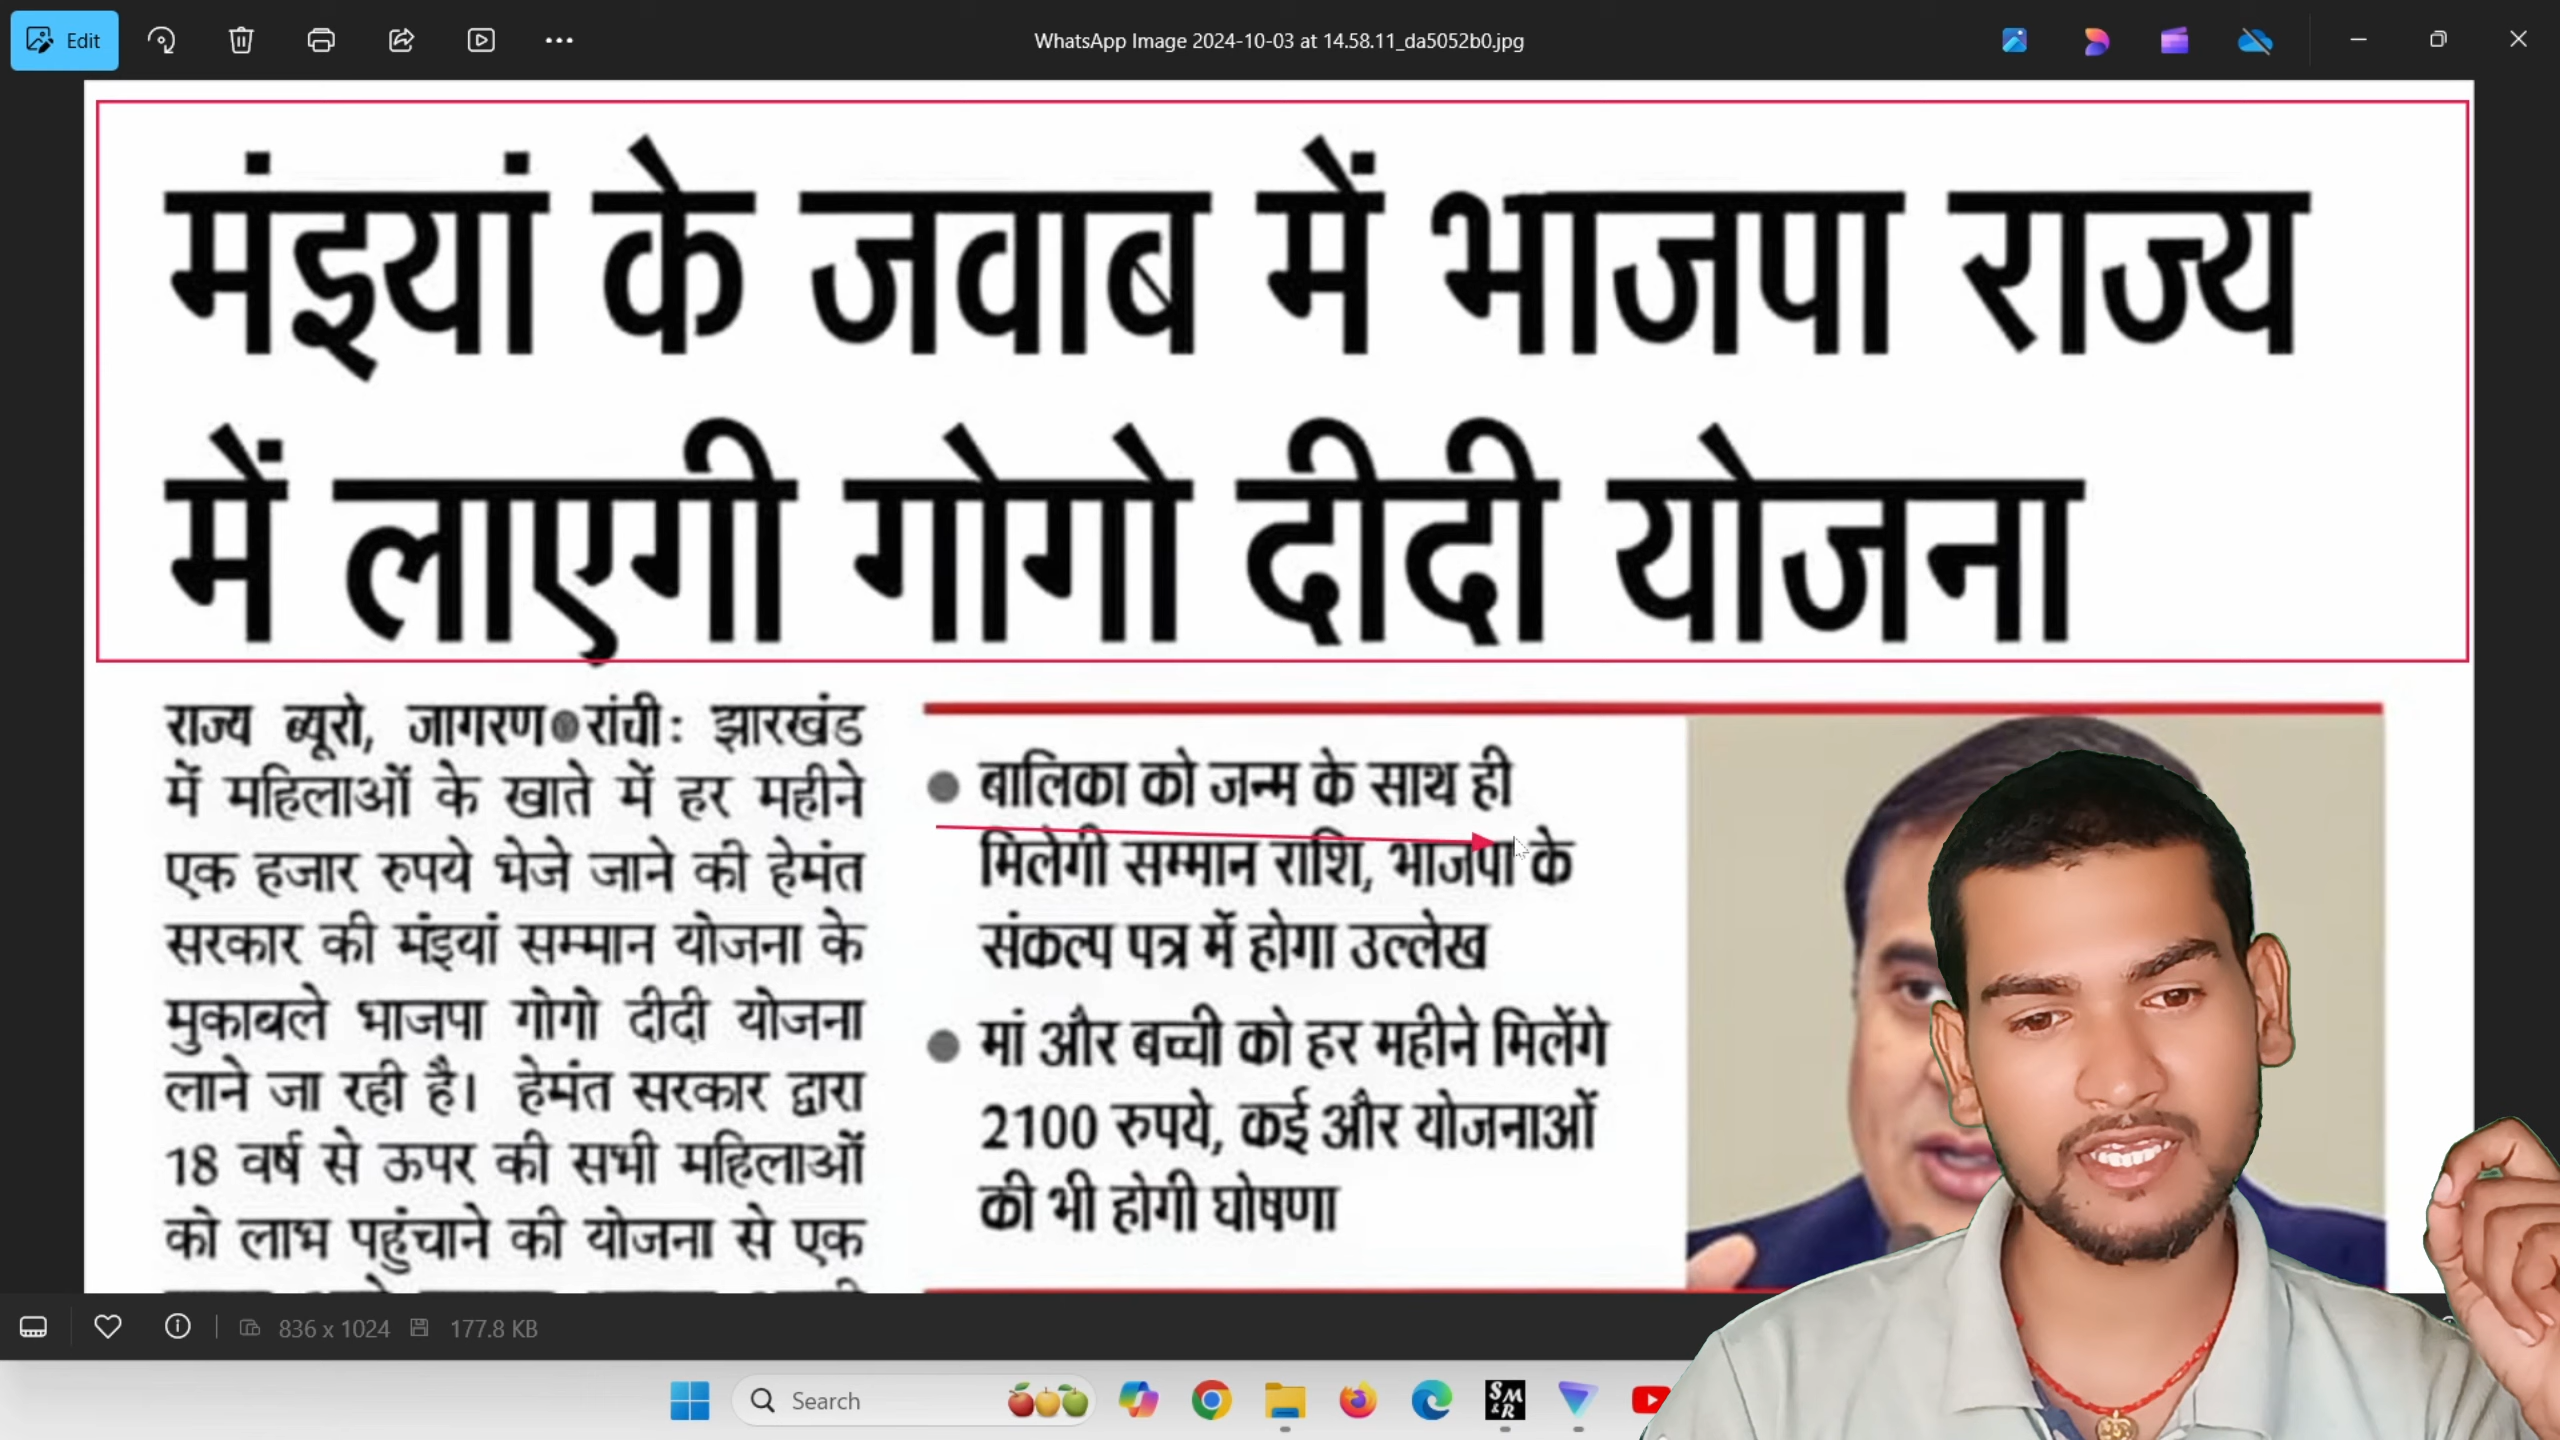 Edit
WhatsApp Image 2024-10-03 at 14.58.11_da5052b0.jpg
मंइयां के जवाब में भाजपा राज्य
में लाएगी गोगो दीदी योजना
राज्य ब्यूरो, जागरण●रांची: झारखंड
में महिलाओं के खाते में हर महीने
एक हजार रुपये भेजे जाने की हेमंत
सरकार की मंइयां सम्मान योजना के
मुकाबले भाजपा गोगो दीदी योजना
लाने जा रही है। हेमंत सरकार द्वारा
18 वर्ष से ऊपर की सभी महिलाओं
को लाभ पहुंचाने की योजना से एक
● बालिका को जन्म के साथ ही
मिलेगी सम्मान राशि, भाजपा के
संकल्प पत्र में होगा उल्लेख
● मां और बच्ची को हर महीने मिलेंगे
2100 रुपये, कई और योजनाओं
की भी होगी घोषणा
836 x 1024 177.8 KB
Search
SM&R